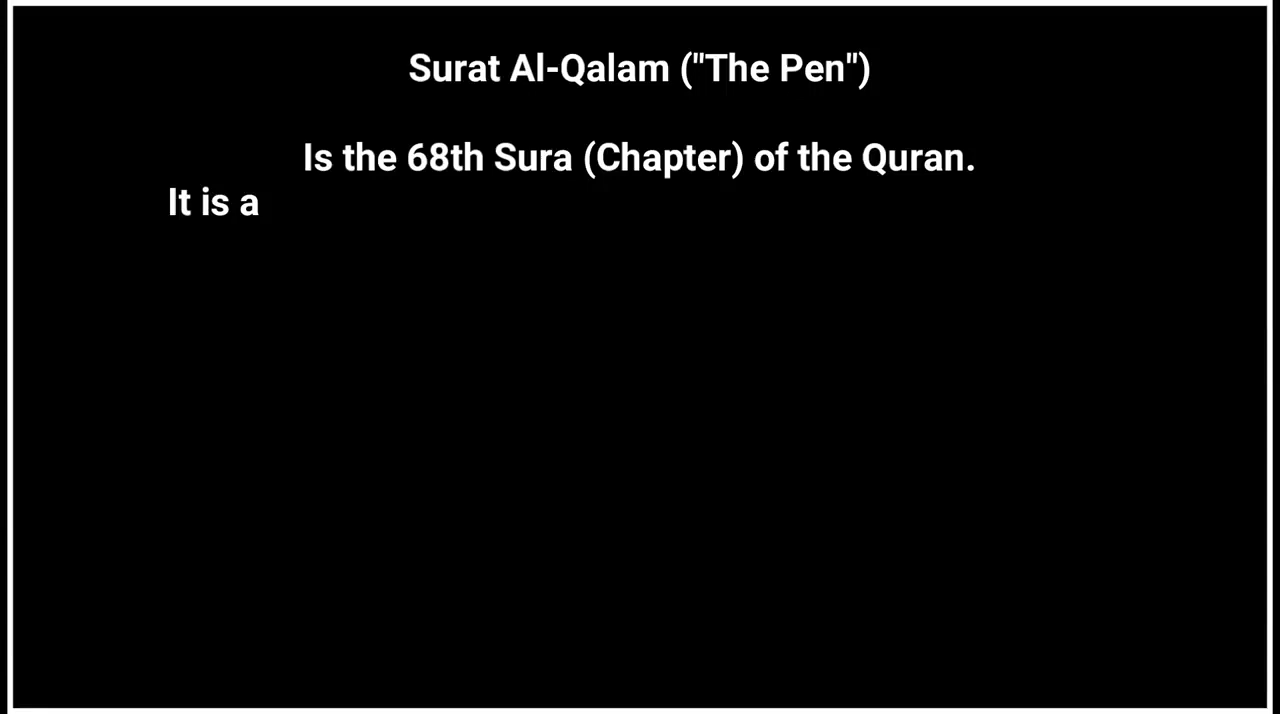 Surat Al-Qalam ("The Pen")
Is the 68th Sura (Chapter) of the Quran.
It is a